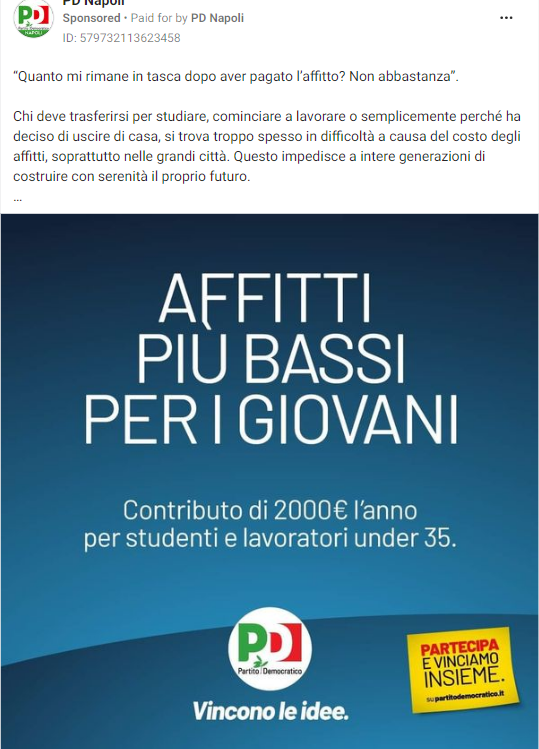 PD Napoli
Sponsored • Paid for by PD Napoli
ID: 579732113623458
“Quanto mi rimane in tasca dopo aver pagato l’affitto? Non abbastanza”.
Chi deve trasferirsi per studiare, cominciare a lavorare o semplicemente perché ha
deciso di uscire di casa, si trova troppo spesso in difficoltà a causa del costo degli
affitti, soprattutto nelle grandi città. Questo impedisce a intere generazioni di
costruire con serenità il proprio futuro.
...
AFFITTI
PIÙ BASSI
PER I GIOVANI
Contributo di 2000€ l’anno
per studenti e lavoratori under 35.
PD
Partito Democratico
Vincono le idee.
PARTECIPA
E VINCIAMO
INSIEME.
su partitodemocratico.it